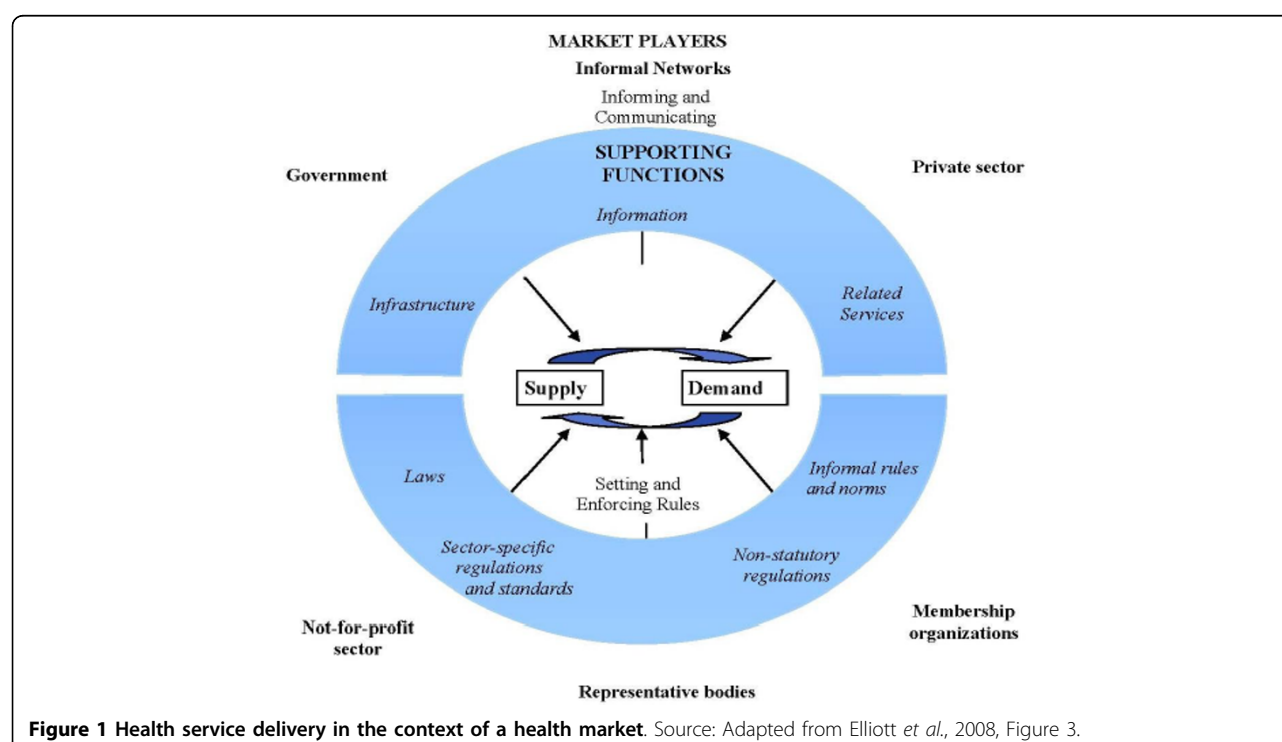 MARKET PLAYERS
Informal Networks
Informing and
Communicating
SUPPORTING
FUNCTIONS
Government
Private sector
Information
Infrastructure
Related
Services
Supply
Demand
Laws
Setting and
Enforcing Rules
Informal rules
and norms
Sector-specific
regulations
and standards
Non-statutory
regulations
Not-for-profit
sector
Membership
organizations
Representative bodies
Figure 1 Health service delivery in the context of a health market. Source: Adapted from Elliott et al., 2008, Figure 3.